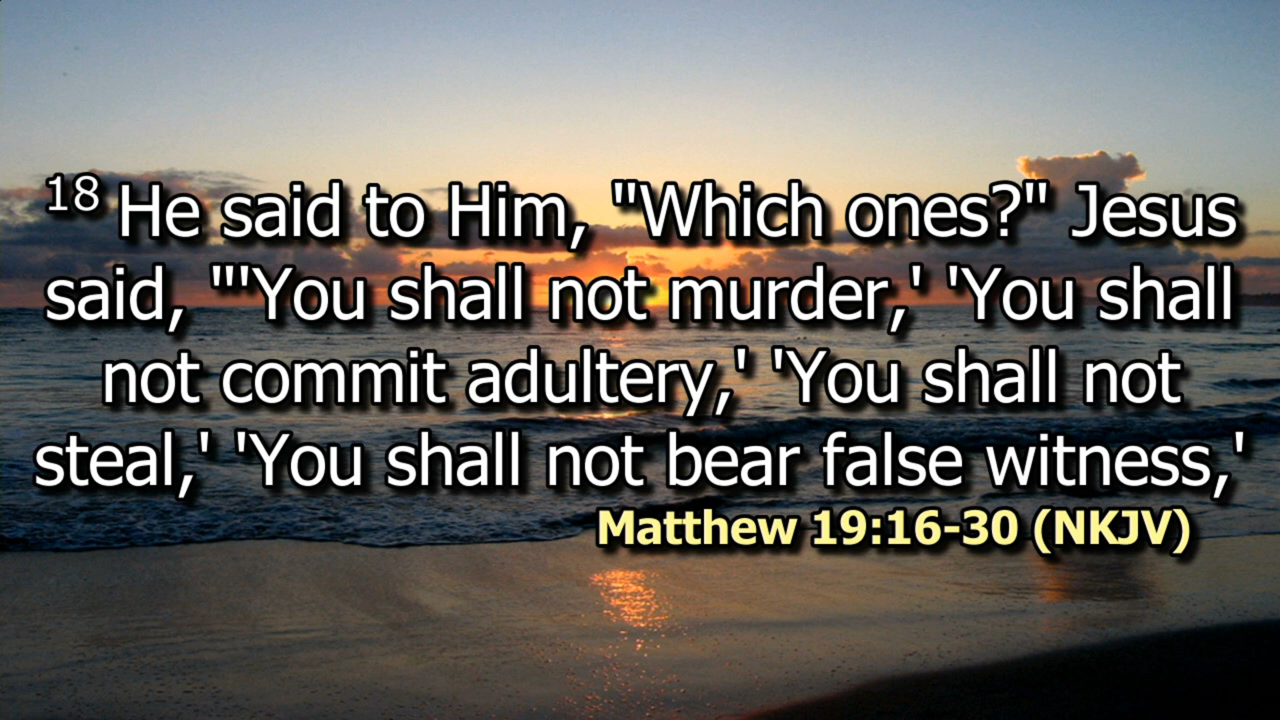 18 He said to Him, "Which ones?" Jesus
said, "'You shall not murder,' 'You shall
not commit adultery,' 'You shall not
steal,' 'You shall not bear false witness,'
Matthew 19:16-30 (NKJV)